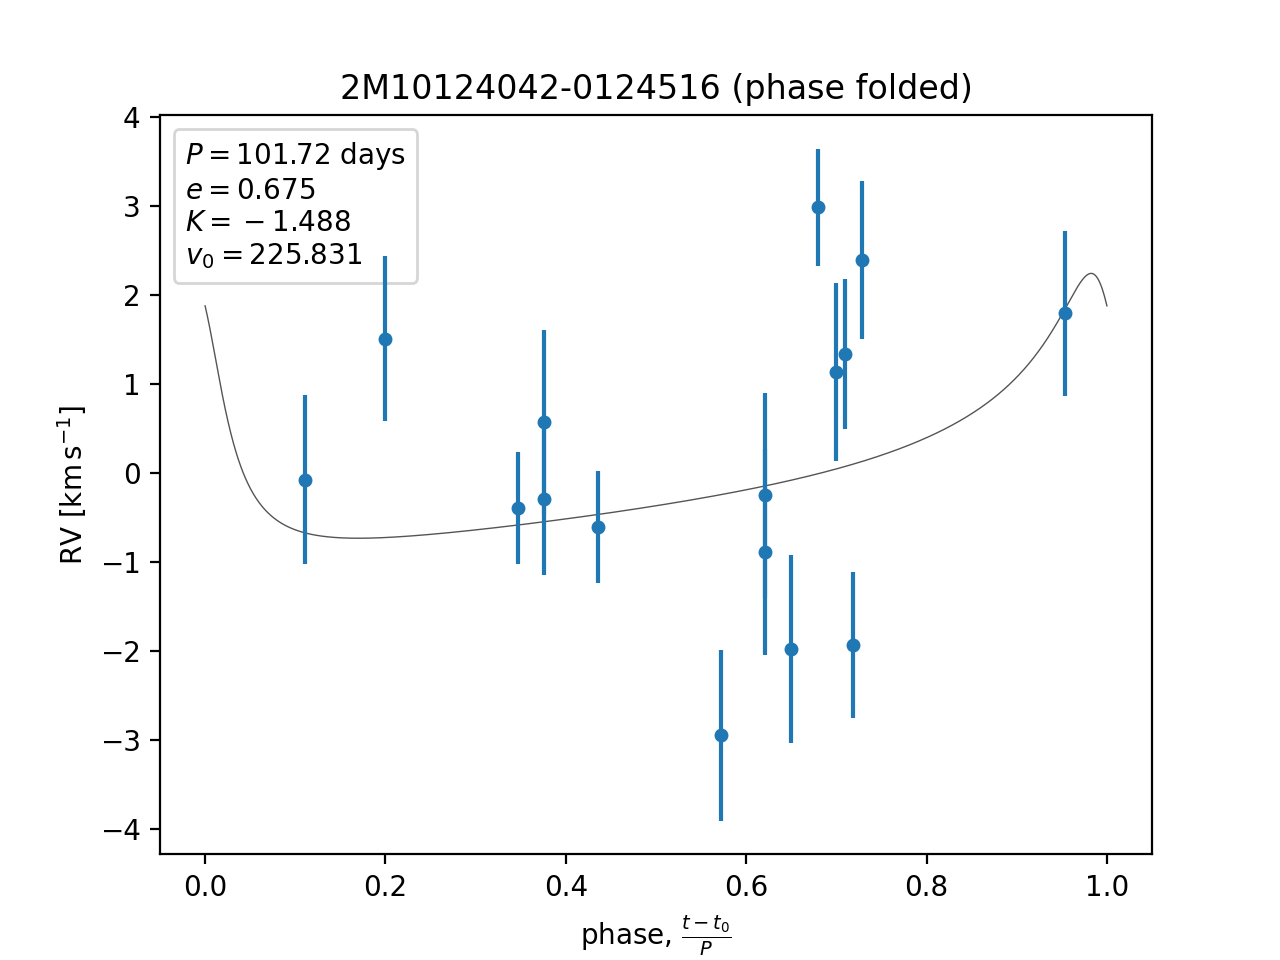 2M10124042-0124516 (phase folded)
P = 101.72 days
e = 0.675
K = −1.488
v₀ = 225.831
4
3
2
1
0
−1
−2
−3
−4
RV [km s⁻¹]
0.0 0.2 0.4 0.6 0.8 1.0
phase, (t − t₀)/P